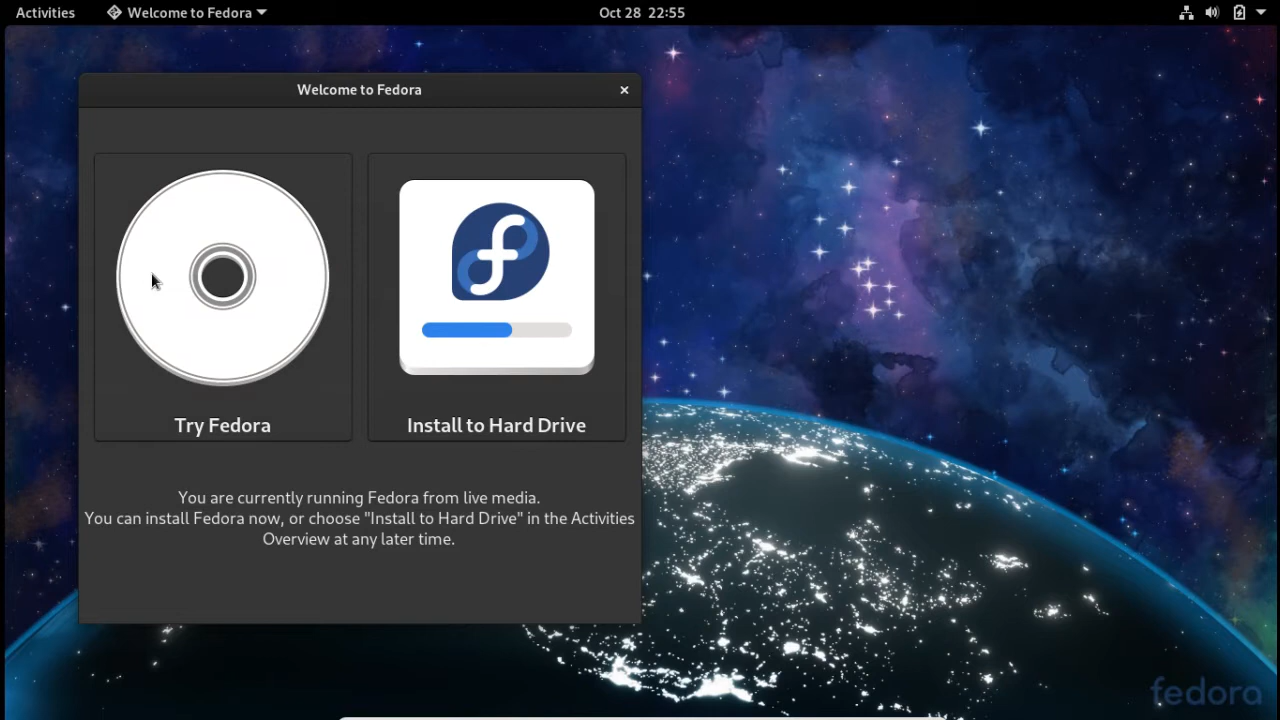 Activities
Welcome to Fedora
Oct 28 22:55
Welcome to Fedora
Try Fedora
Install to Hard Drive
You are currently running Fedora from live media.
You can install Fedora now, or choose "Install to Hard Drive" in the Activities
Overview at any later time.
fedora